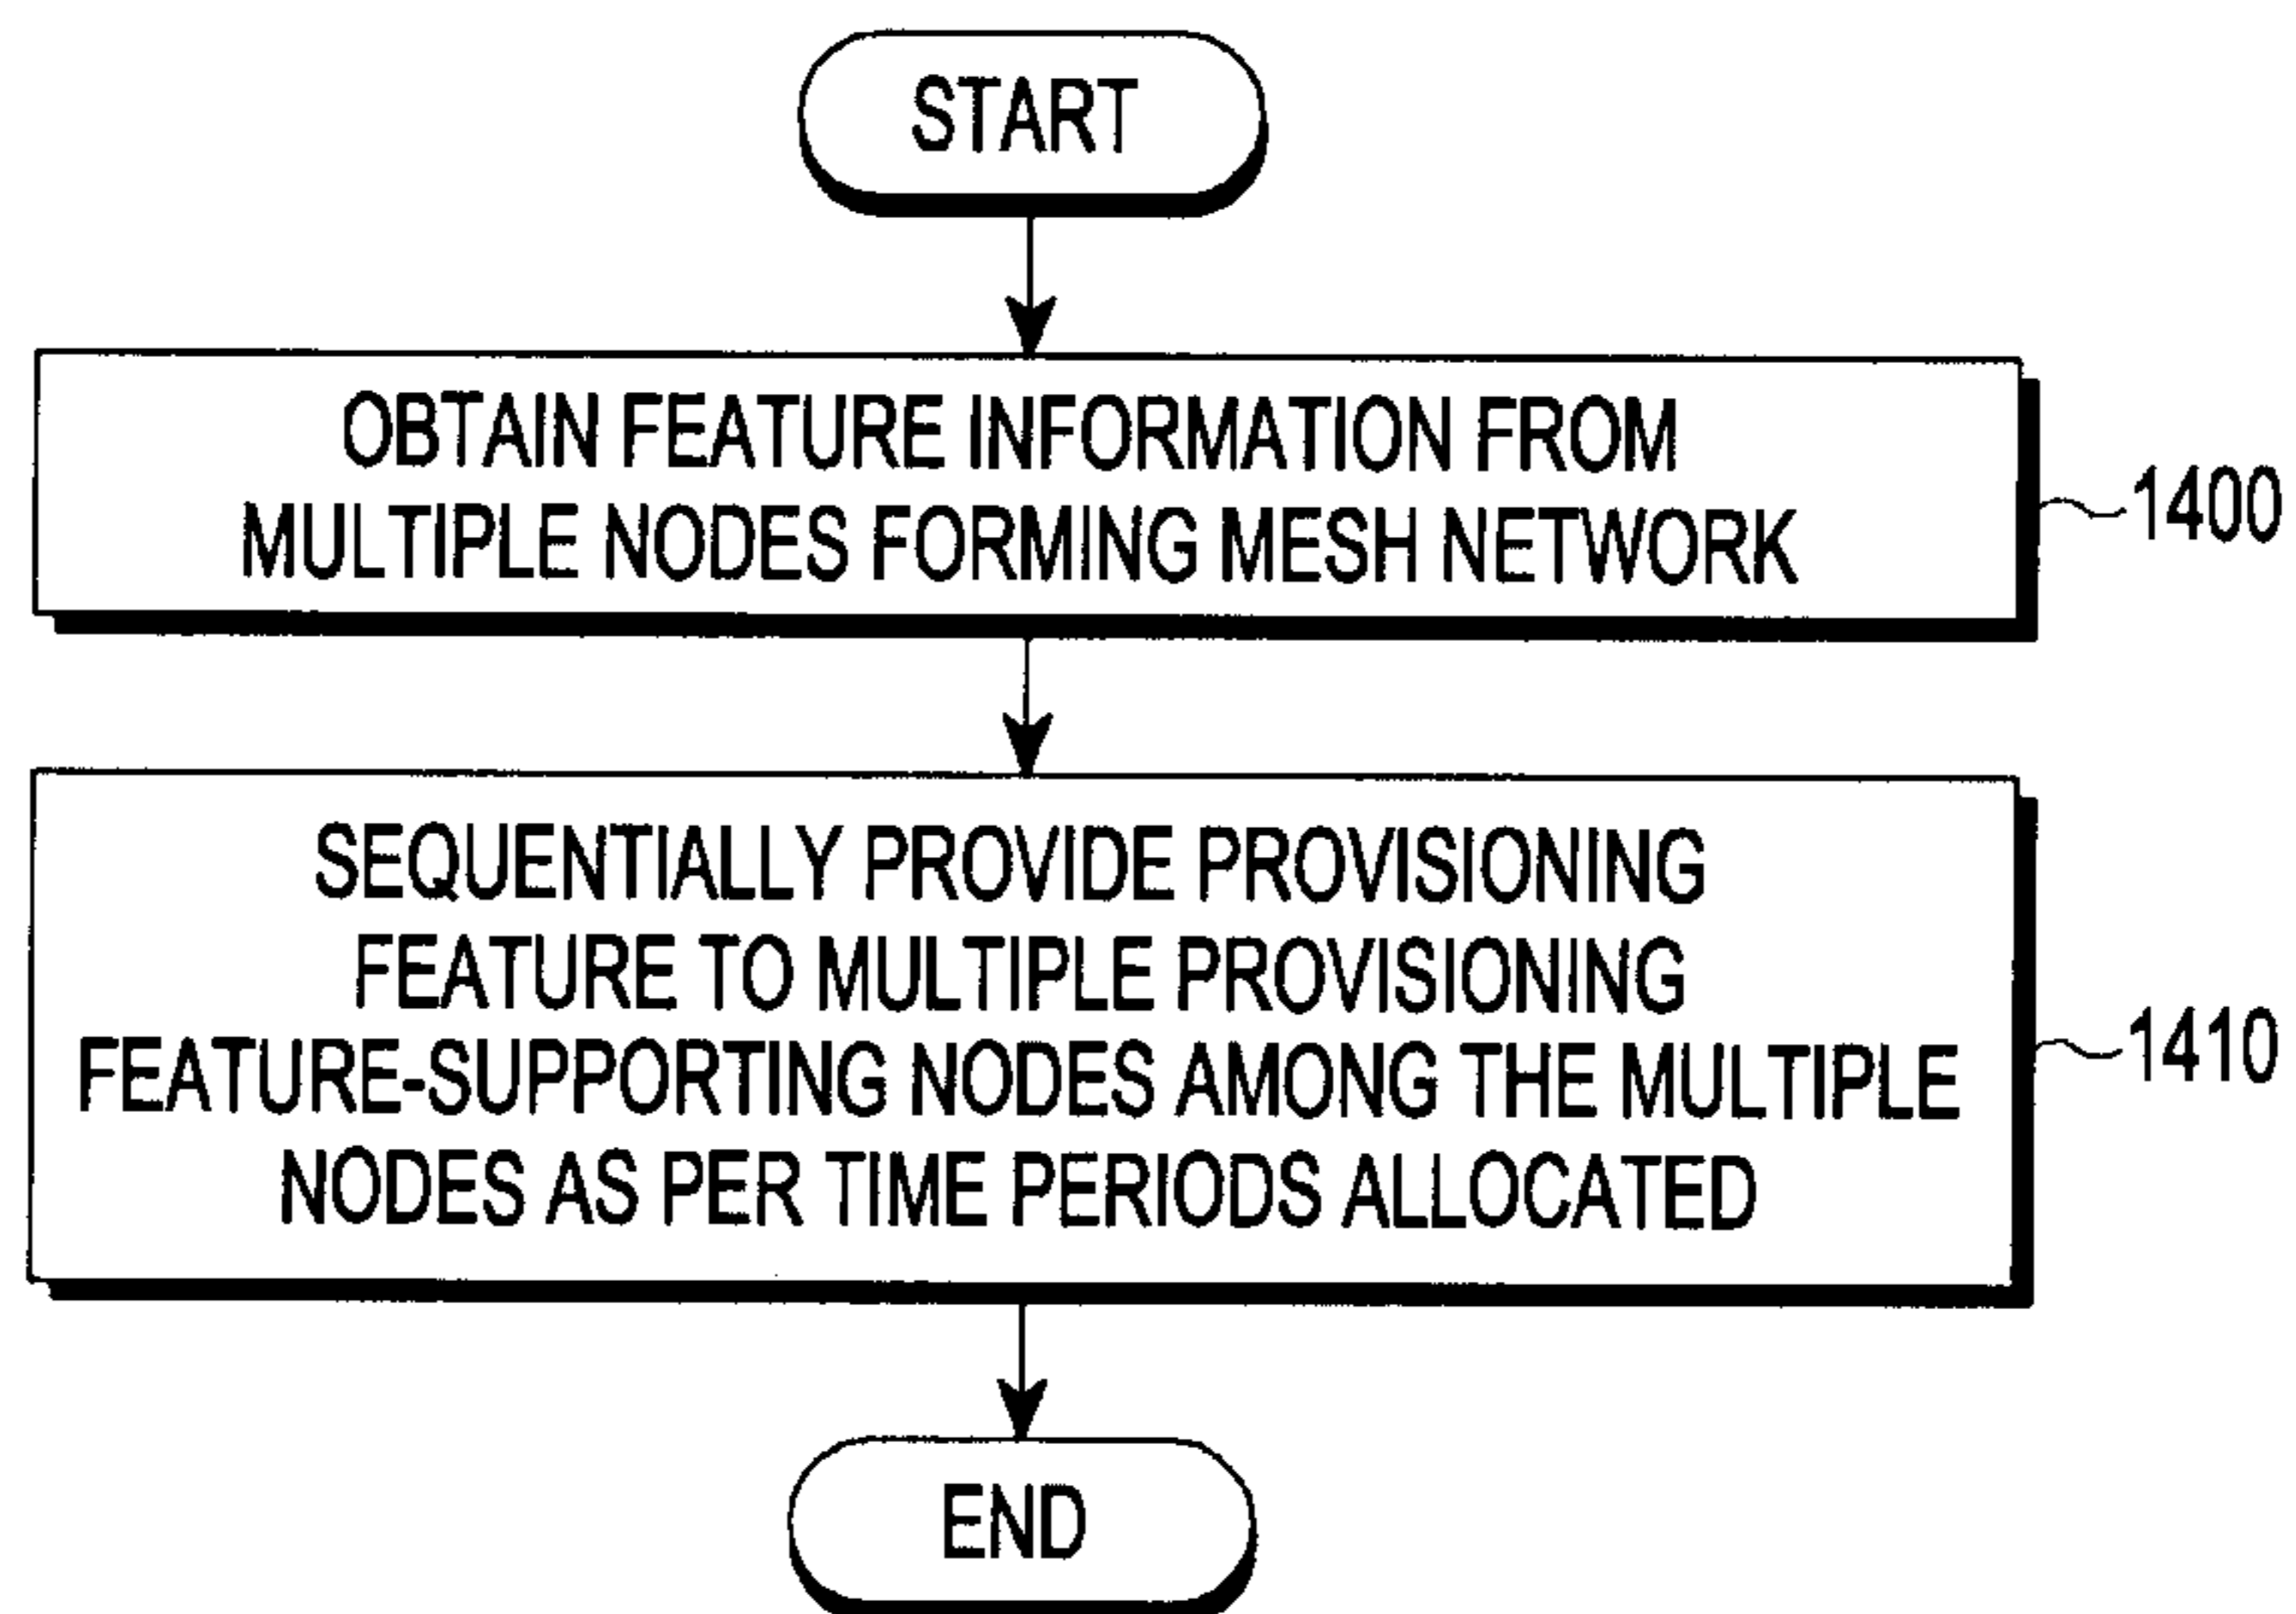 START
OBTAIN FEATURE INFORMATION FROM
MULTIPLE NODES FORMING MESH NETWORK
1400
SEQUENTIALLY PROVIDE PROVISIONING
FEATURE TO MULTIPLE PROVISIONING
FEATURE-SUPPORTING NODES AMONG THE MULTIPLE
NODES AS PER TIME PERIODS ALLOCATED
1410
END